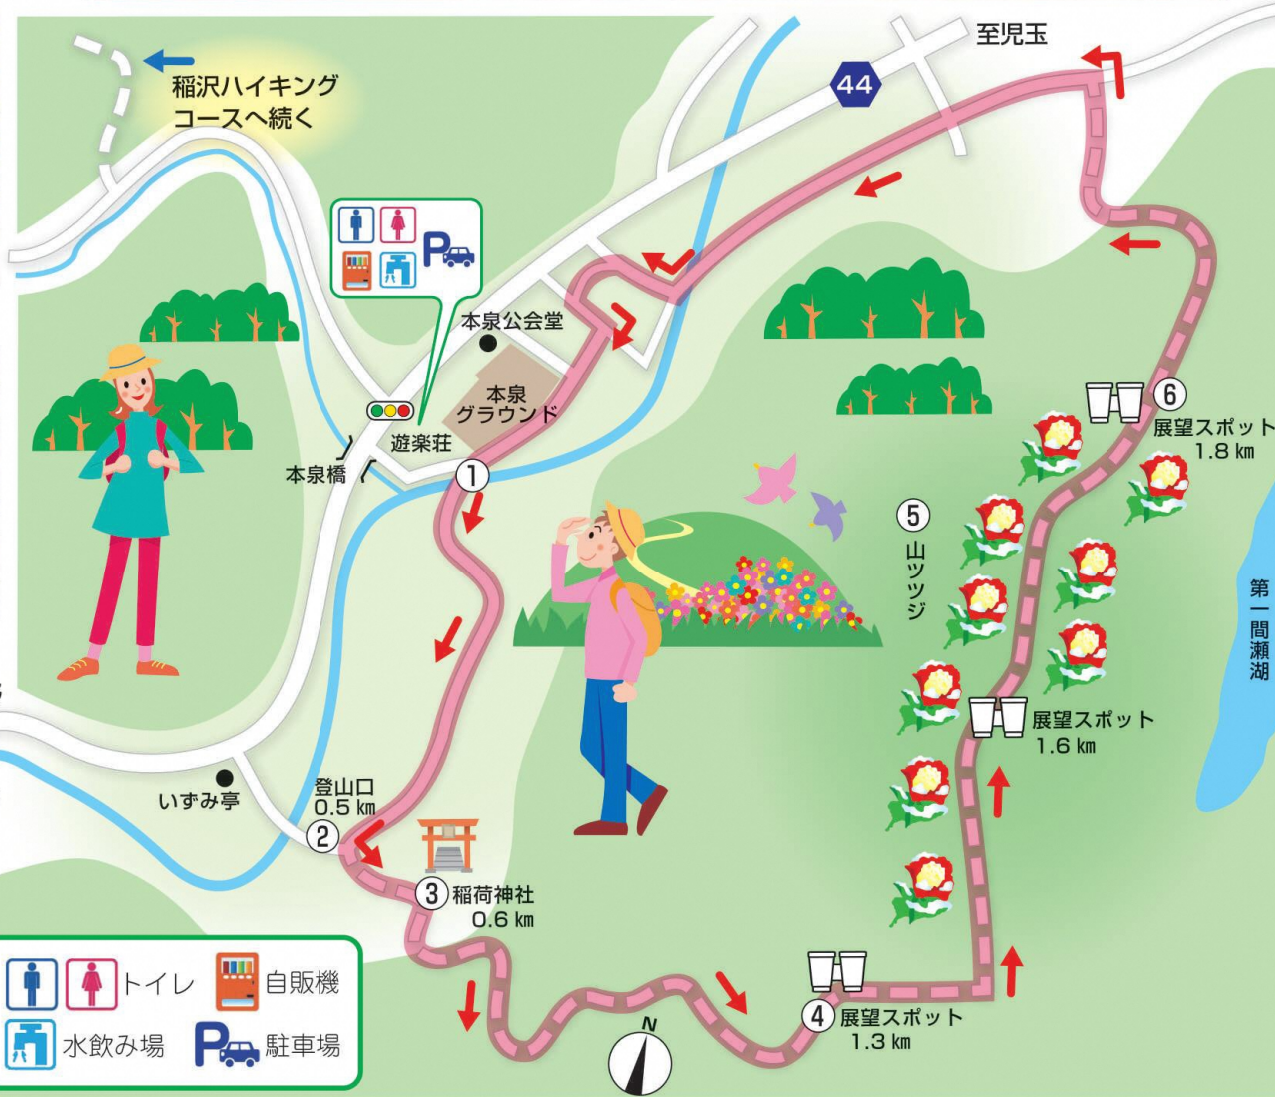 至児玉
44
稲沢ハイキング
コースへ続く
P
本泉公会堂
本泉
グラウンド
遊楽荘
本泉橋
①
⑥
展望スポット
1.8 km
⑤
山ツツジ
第一間瀬湖
展望スポット
1.6 km
いずみ亭
登山口
0.5 km
②
③ 稲荷神社
0.6 km
④ 展望スポット
1.3 km
N
トイレ
自販機
水飲み場
P 駐車場